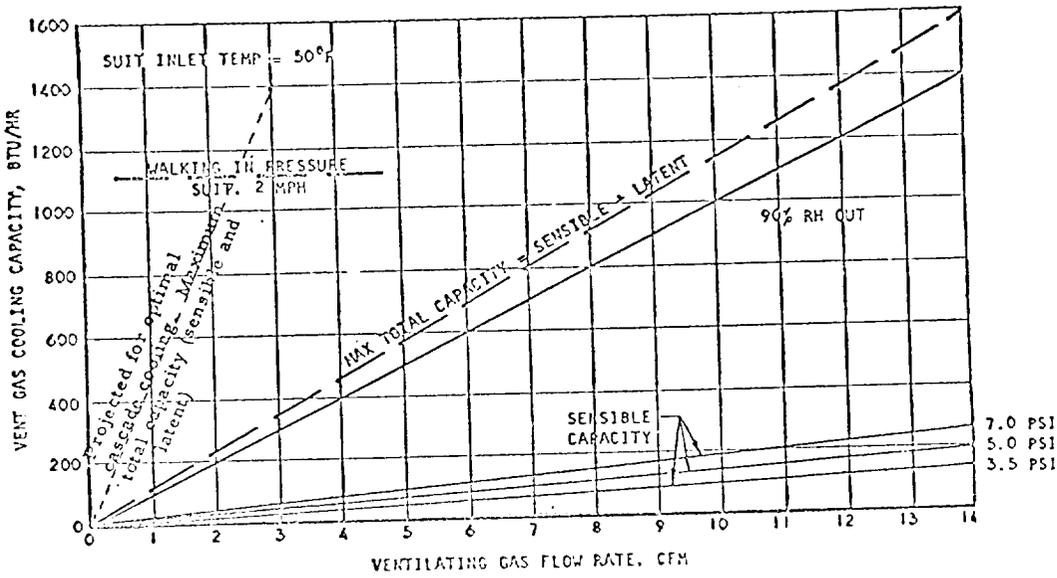 1600
1400
1200
1000
800
600
400
200
0
VENT GAS COOLING CAPACITY, BTU/HR
SUIT INLET TEMP = 50°F
WALKING IN PRESSURE
SUIT. 2 MPH
Projected for optimal
cascade cooling- Maximum
total capacity (sensible and
latent)
MAX TOTAL CAPACITY = SENSIBLE & LATENT
90% RH OUT
SENSIBLE
CAPACITY
7.0 PSI
5.0 PSI
3.5 PSI
0 1 2 3 4 5 6 7 8 9 10 11 12 13 14
VENTILATING GAS FLOW RATE, CFM